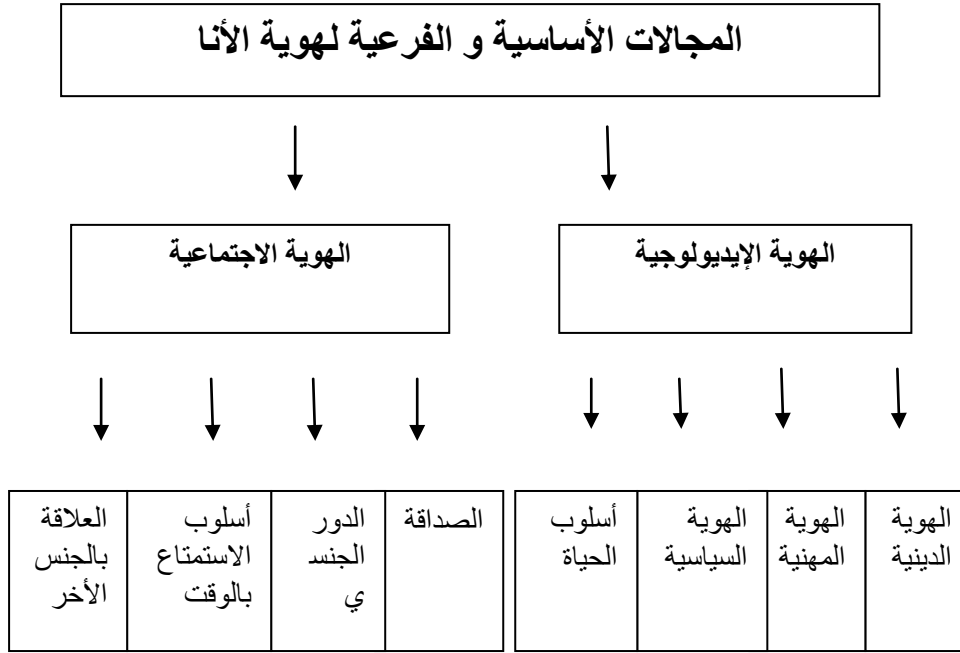 المجالات الأساسية و الفرعية لهوية الأنا
الهوية الإيديولوجية
الهوية الاجتماعية
الهوية
الدينية
الهوية
المهنية
الهوية
السياسية
أسلوب
الحياة
الصداقة
الدور
الجنسـ
ي
أسلوب
الاستمتاع
بالوقت
العلاقة
بالجنس
الأخر